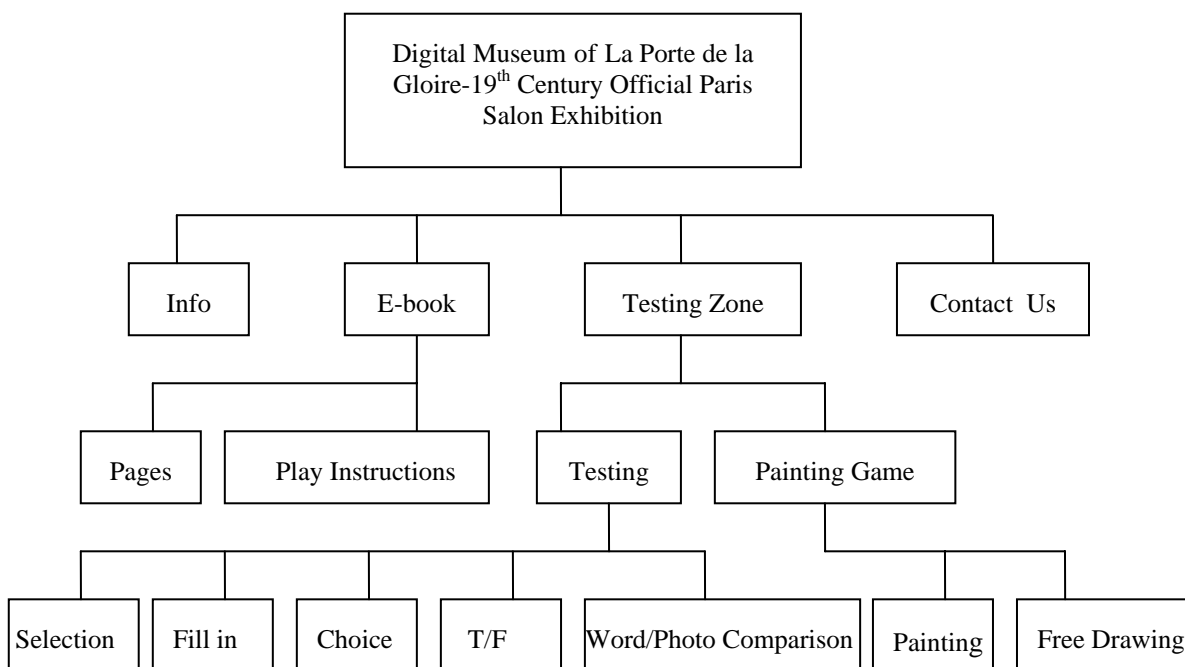 Digital Museum of La Porte de la
Gloire-19th Century Official Paris
Salon Exhibition
Info
E-book
Testing Zone
Contact Us
Pages
Play Instructions
Testing
Painting Game
Selection
Fill in
Choice
T/F
Word/Photo Comparison
Painting
Free Drawing